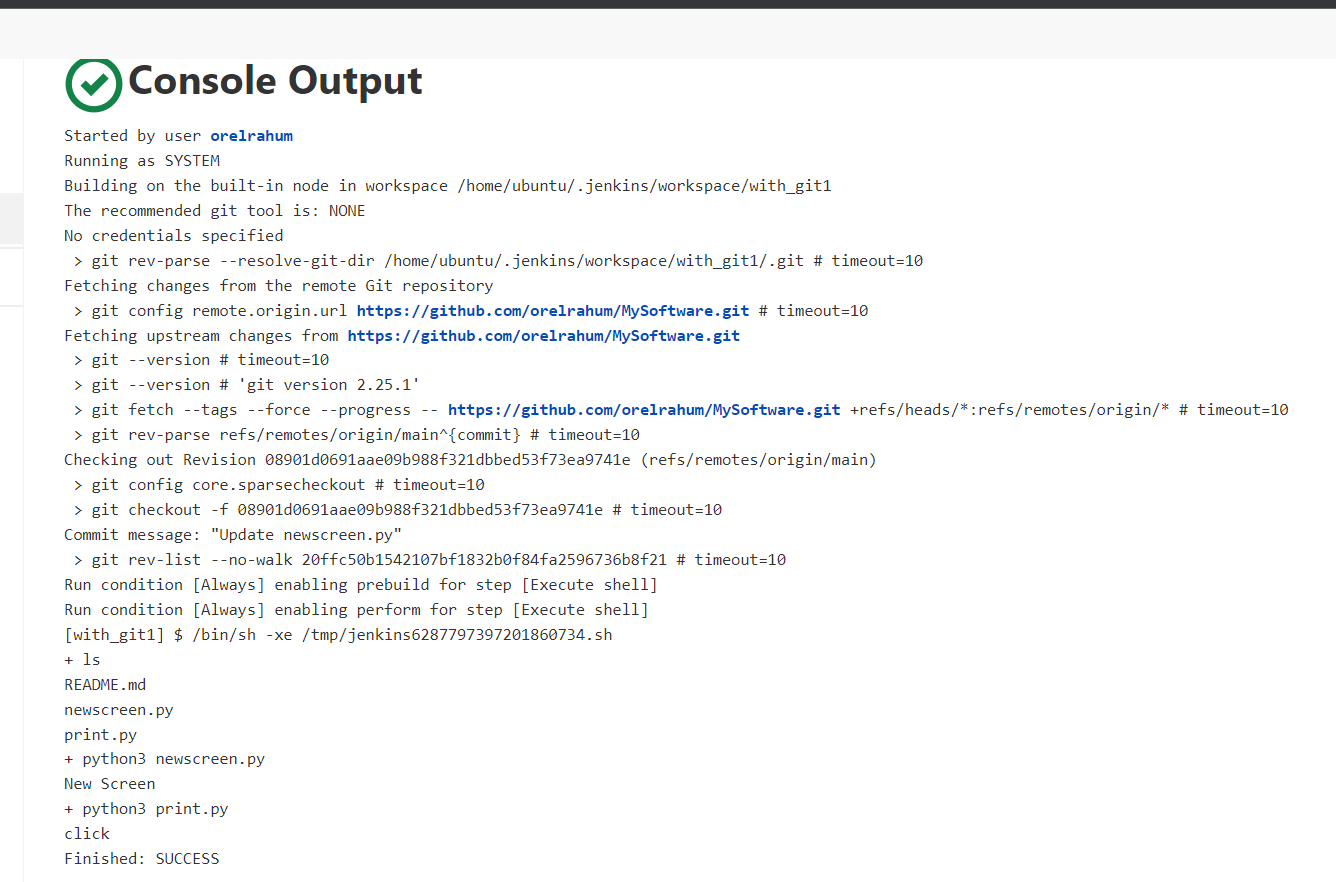 Console Output
Started by user orelrahum
Running as SYSTEM
Building on the built-in node in workspace /home/ubuntu/.jenkins/workspace/with_git1
The recommended git tool is: NONE
No credentials specified
 > git rev-parse --resolve-git-dir /home/ubuntu/.jenkins/workspace/with_git1/.git # timeout=10
Fetching changes from the remote Git repository
 > git config remote.origin.url https://github.com/orelrahum/MySoftware.git # timeout=10
Fetching upstream changes from https://github.com/orelrahum/MySoftware.git
 > git --version # timeout=10
 > git --version # 'git version 2.25.1'
 > git fetch --tags --force --progress -- https://github.com/orelrahum/MySoftware.git +refs/heads/*:refs/remotes/origin/* # timeout=10
 > git rev-parse refs/remotes/origin/main^{commit} # timeout=10
Checking out Revision 08901d0691aae09b988f321dbbed53f73ea9741e (refs/remotes/origin/main)
 > git config core.sparsecheckout # timeout=10
 > git checkout -f 08901d0691aae09b988f321dbbed53f73ea9741e # timeout=10
Commit message: "Update newscreen.py"
 > git rev-list --no-walk 20ffc50b1542107bf1832b0f84fa2596736b8f21 # timeout=10
Run condition [Always] enabling prebuild for step [Execute shell]
Run condition [Always] enabling perform for step [Execute shell]
[with_git1] $ /bin/sh -xe /tmp/jenkins6287797397201860734.sh
+ ls
README.md
newscreen.py
print.py
+ python3 newscreen.py
New Screen
+ python3 print.py
click
Finished: SUCCESS